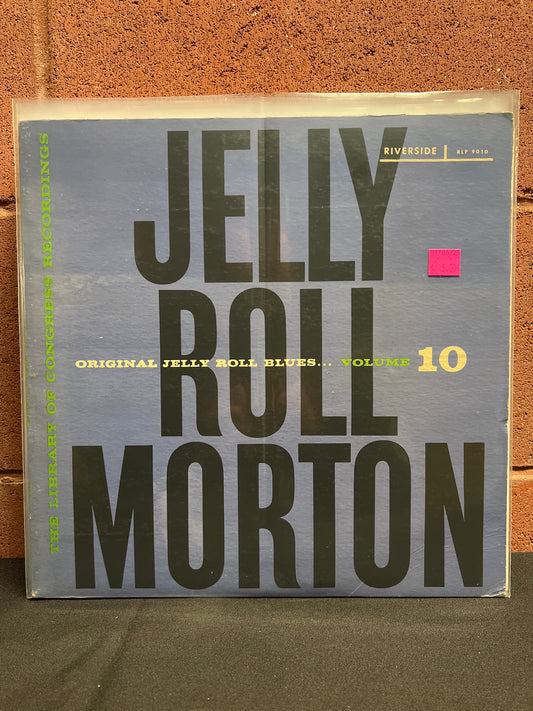 THE LIBRARY OF CONGRESS RECORDINGS
JELLY
RIVERSIDE RLP 9010
ROLL
ORIGINAL JELLY ROLL BLUES... VOLUME 10
MORTON